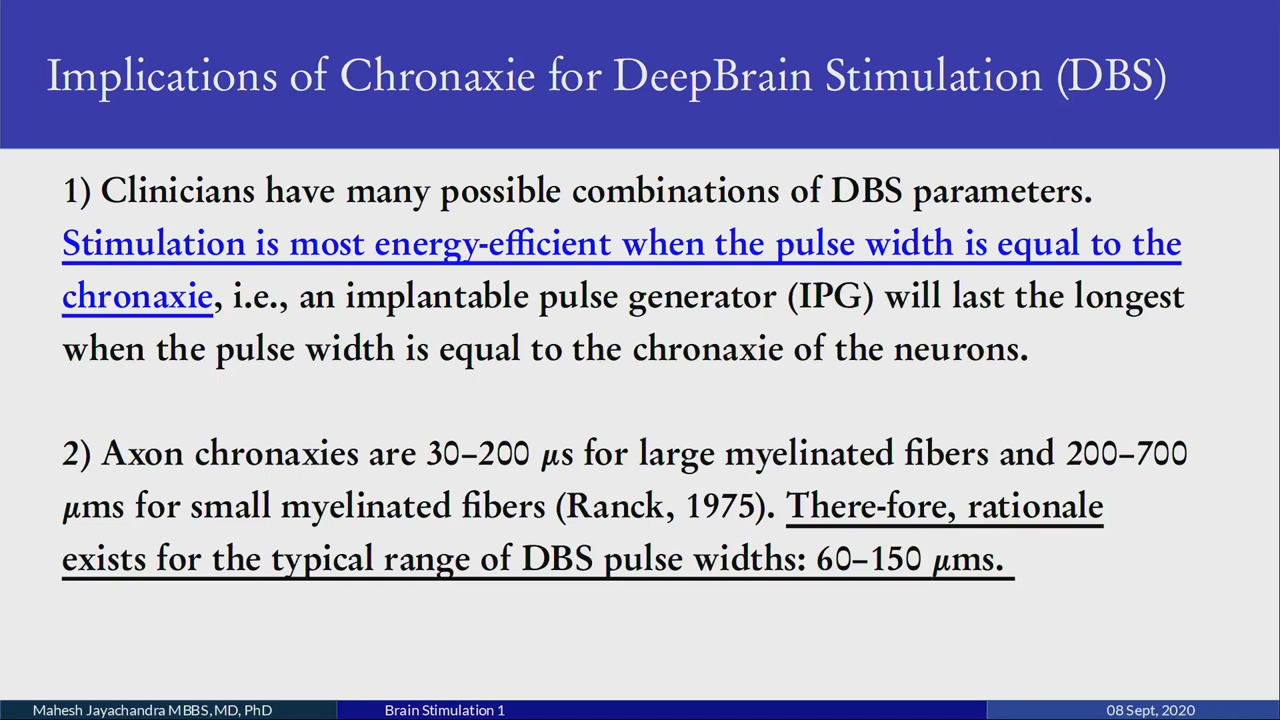 Implications of Chronaxie for DeepBrain Stimulation (DBS)
1) Clinicians have many possible combinations of DBS parameters.
Stimulation is most energy-efficient when the pulse width is equal to the
chronaxie, i.e., an implantable pulse generator (IPG) will last the longest
when the pulse width is equal to the chronaxie of the neurons.
2) Axon chronaxies are 30–200 μs for large myelinated fibers and 200–700
μms for small myelinated fibers (Ranck, 1975). There-fore, rationale
exists for the typical range of DBS pulse widths: 60–150 μms.
Mahesh Jayachandra MBBS, MD, PhD
Brain Stimulation 1
08 Sept, 2020